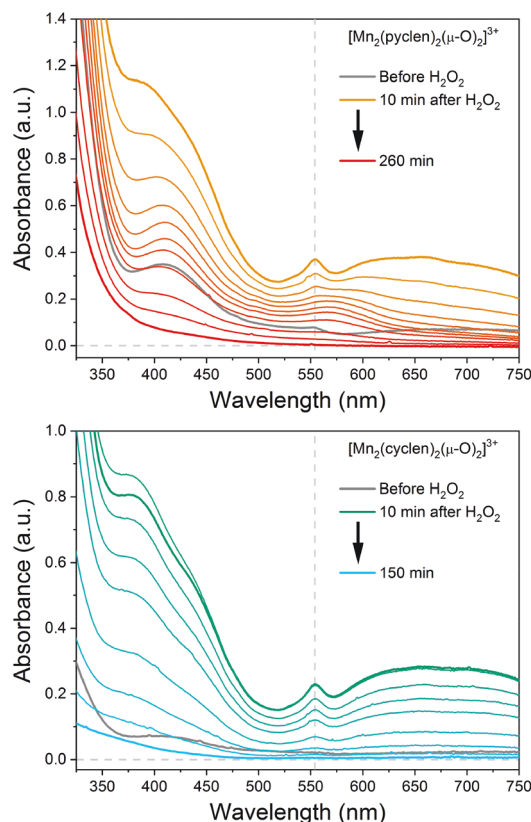 [Mn₂(pyclen)₂(μ-O)₂]³⁺
Before H₂O₂
10 min after H₂O₂
260 min
Absorbance (a.u.)
1.4
1.2
1.0
0.8
0.6
0.4
0.2
0.0
325 400 450 500 550 600 650 700 750
Wavelength (nm)
[Mn₂(cyclen)₂(μ-O)₂]³⁺
Before H₂O₂
10 min after H₂O₂
150 min
Absorbance (a.u.)
1.0
0.8
0.6
0.4
0.2
0.0
350 400 450 500 550 600 650 700 750
Wavelength (nm)